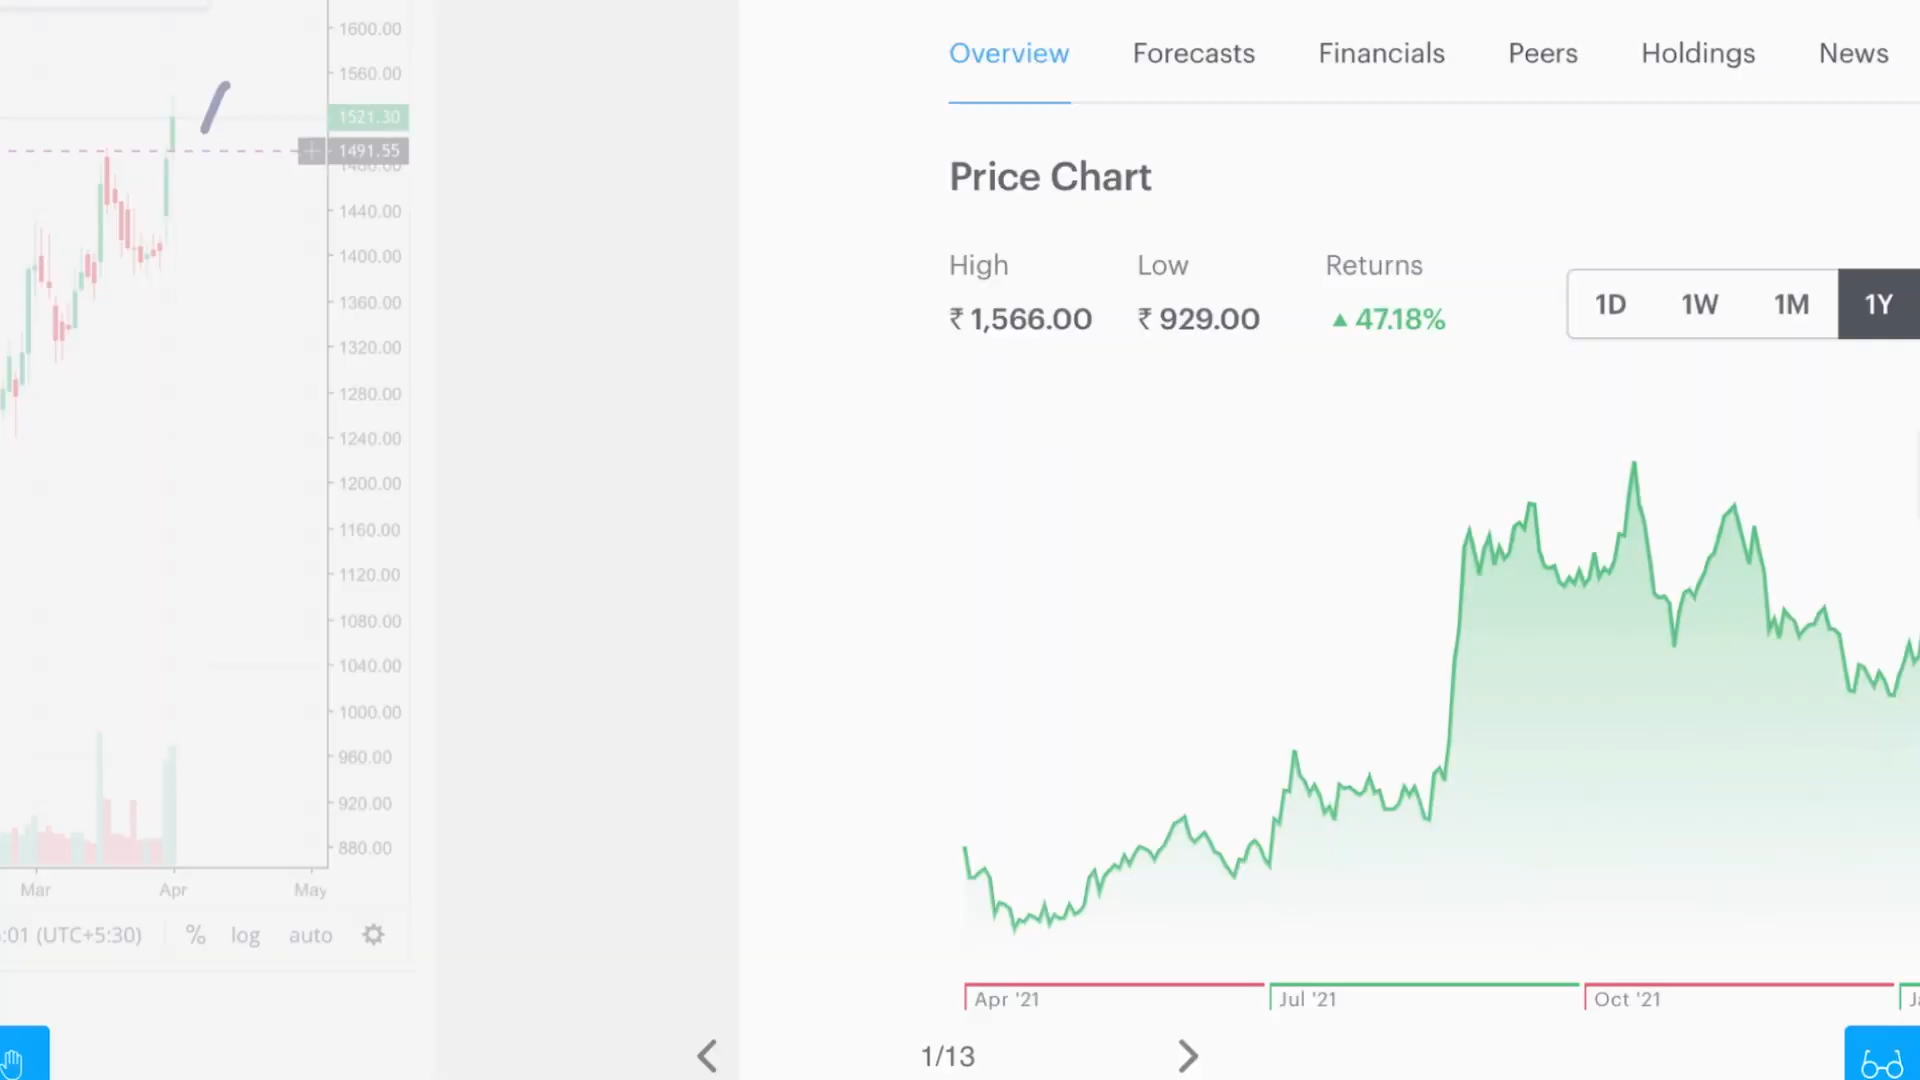 1600.00
1560.00
1521.30
1491.55
1440.00
1400.00
1360.00
1320.00
1280.00
1240.00
1200.00
1160.00
1120.00
1080.00
1040.00
1000.00
960.00
920.00
880.00
Mar Apr May
:01 (UTC+5:30) % log auto
Overview Forecasts Financials Peers Holdings News
Price Chart
High Low Returns
₹ 1,566.00 ₹ 929.00 ▲ 47.18%
1D 1W 1M 1Y
Apr '21 Jul '21 Oct '21
1/13